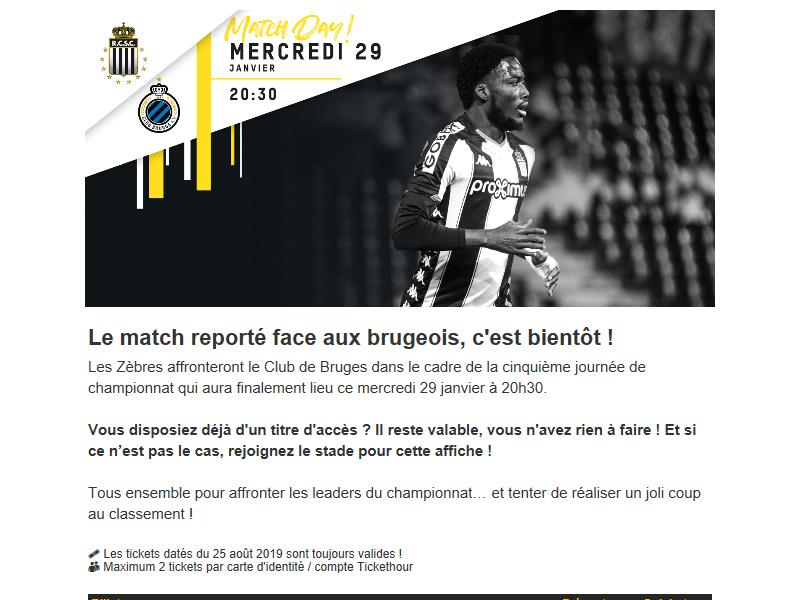 R.C.S.C.
Match Day!
MERCREDI 29
JANVIER
20:30
CLUB BRUGGE
proximus
Le match reporté face aux brugeois, c'est bientôt !
Les Zèbres affronteront le Club de Bruges dans le cadre de la cinquième journée de
championnat qui aura finalement lieu ce mercredi 29 janvier à 20h30.
Vous disposiez déjà d'un titre d'accès ? Il reste valable, vous n'avez rien à faire ! Et si
ce n’est pas le cas, rejoignez le stade pour cette affiche !
Tous ensemble pour affronter les leaders du championnat… et tenter de réaliser un joli coup
au classement !
Les tickets datés du 25 août 2019 sont toujours valides !
Maximum 2 tickets par carte d'identité / compte Tickethour